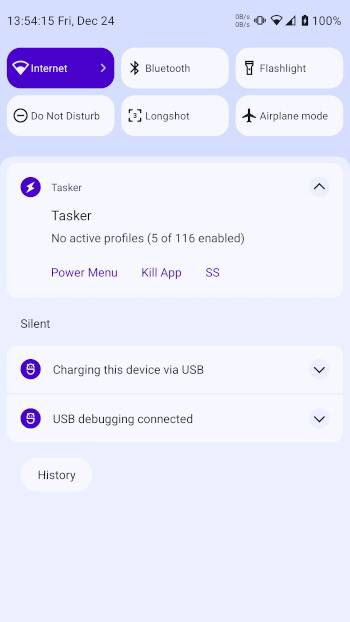 13:54:15 Fri, Dec 24
0B/s
0B/s
100%
Internet
Bluetooth
Flashlight
Do Not Disturb
3
Longshot
Airplane mode
Tasker
Tasker
No active profiles (5 of 116 enabled)
Power Menu Kill App SS
Silent
Charging this device via USB
USB debugging connected
History